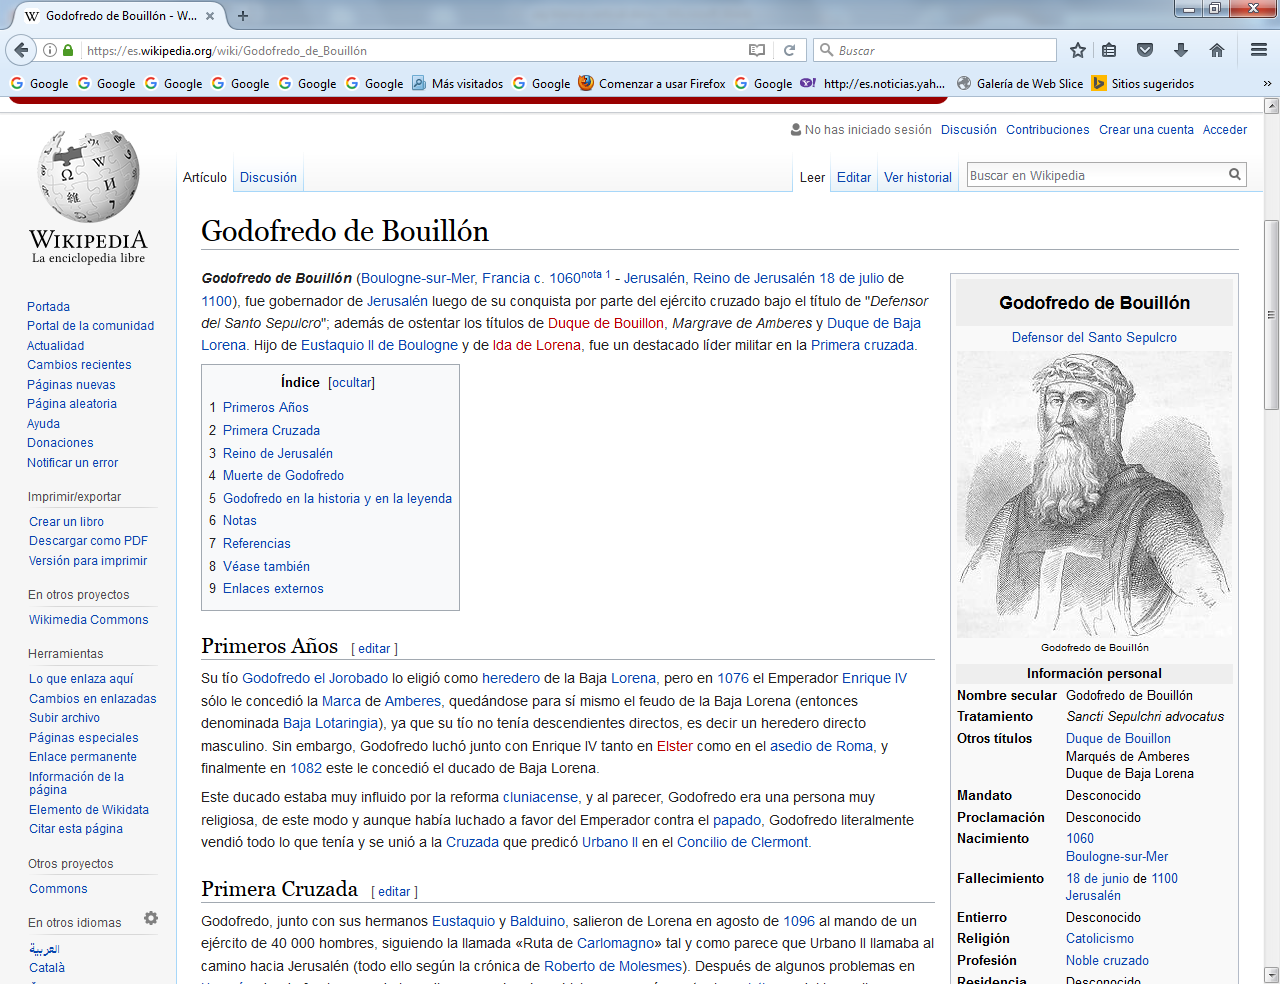 Godofredo de Bouillón - W...
https://es.wikipedia.org/wiki/Godofredo_de_Bouillón
Buscar
Google Google Google Google Google Google Más visitados Google Comenzar a usar Firefox Google http://es.noticias.yah... Galería de Web Slice Sitios sugeridos
No has iniciado sesión Discusión Contribuciones Crear una cuenta Acceder
Artículo Discusión Leer Editar Ver historial Buscar en Wikipedia
WIKIPEDIA
La enciclopedia libre
Portada
Portal de la comunidad
Actualidad
Cambios recientes
Páginas nuevas
Página aleatoria
Ayuda
Donaciones
Notificar un error
Imprimir/exportar
Crear un libro
Descargar como PDF
Versión para imprimir
En otros proyectos
Wikimedia Commons
Herramientas
Lo que enlaza aquí
Cambios en enlazadas
Subir archivo
Páginas especiales
Enlace permanente
Información de la
página
Elemento de Wikidata
Citar esta página
Otros proyectos
Commons
En otros idiomas
العربية
Català
Godofredo de Bouillón
Godofredo de Bouillón (Boulogne-sur-Mer, Francia c. 1060nota 1 - Jerusalén, Reino de Jerusalén 18 de julio de
1100), fue gobernador de Jerusalén luego de su conquista por parte del ejército cruzado bajo el título de "Defensor
del Santo Sepulcro"; además de ostentar los títulos de Duque de Bouillon, Margrave de Amberes y Duque de Baja
Lorena. Hijo de Eustaquio II de Boulogne y de Ida de Lorena, fue un destacado líder militar en la Primera cruzada.
Índice [ocultar]
1 Primeros Años
2 Primera Cruzada
3 Reino de Jerusalén
4 Muerte de Godofredo
5 Godofredo en la historia y en la leyenda
6 Notas
7 Referencias
8 Véase también
9 Enlaces externos
Primeros Años [ editar ]
Su tío Godofredo el Jorobado lo eligió como heredero de la Baja Lorena, pero en 1076 el Emperador Enrique IV
sólo le concedió la Marca de Amberes, quedándose para sí mismo el feudo de la Baja Lorena (entonces
denominada Baja Lotaringia), ya que su tío no tenía descendientes directos, es decir un heredero directo
masculino. Sin embargo, Godofredo luchó junto con Enrique IV tanto en Elster como en el asedio de Roma, y
finalmente en 1082 este le concedió el ducado de Baja Lorena.
Este ducado estaba muy influido por la reforma cluniacense, y al parecer, Godofredo era una persona muy
religiosa, de este modo y aunque había luchado a favor del Emperador contra el papado, Godofredo literalmente
vendió todo lo que tenía y se unió a la Cruzada que predicó Urbano II en el Concilio de Clermont.
Primera Cruzada [ editar ]
Godofredo, junto con sus hermanos Eustaquio y Balduino, salieron de Lorena en agosto de 1096 al mando de un
ejército de 40 000 hombres, siguiendo la llamada «Ruta de Carlomagno» tal y como parece que Urbano II llamaba al
camino hacia Jerusalén (todo ello según la crónica de Roberto de Molesmes). Después de algunos problemas en
Godofredo de Bouillón
Defensor del Santo Sepulcro
Godofredo de Bouillón
Información personal
Nombre secular Godofredo de Bouillón
Tratamiento Sancti Sepulchri advocatus
Otros títulos Duque de Bouillon
Marqués de Amberes
Duque de Baja Lorena
Mandato Desconocido
Proclamación Desconocido
Nacimiento 1060
Boulogne-sur-Mer
Fallecimiento 18 de junio de 1100
Jerusalén
Entierro Desconocido
Religión Catolicismo
Profesión Noble cruzado
Residencia Desconocido